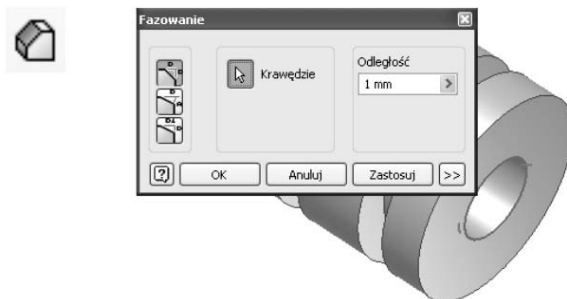 Fazowanie
Krawędzie
Odległość
1 mm
OK
Anuluj
Zastosuj
>>